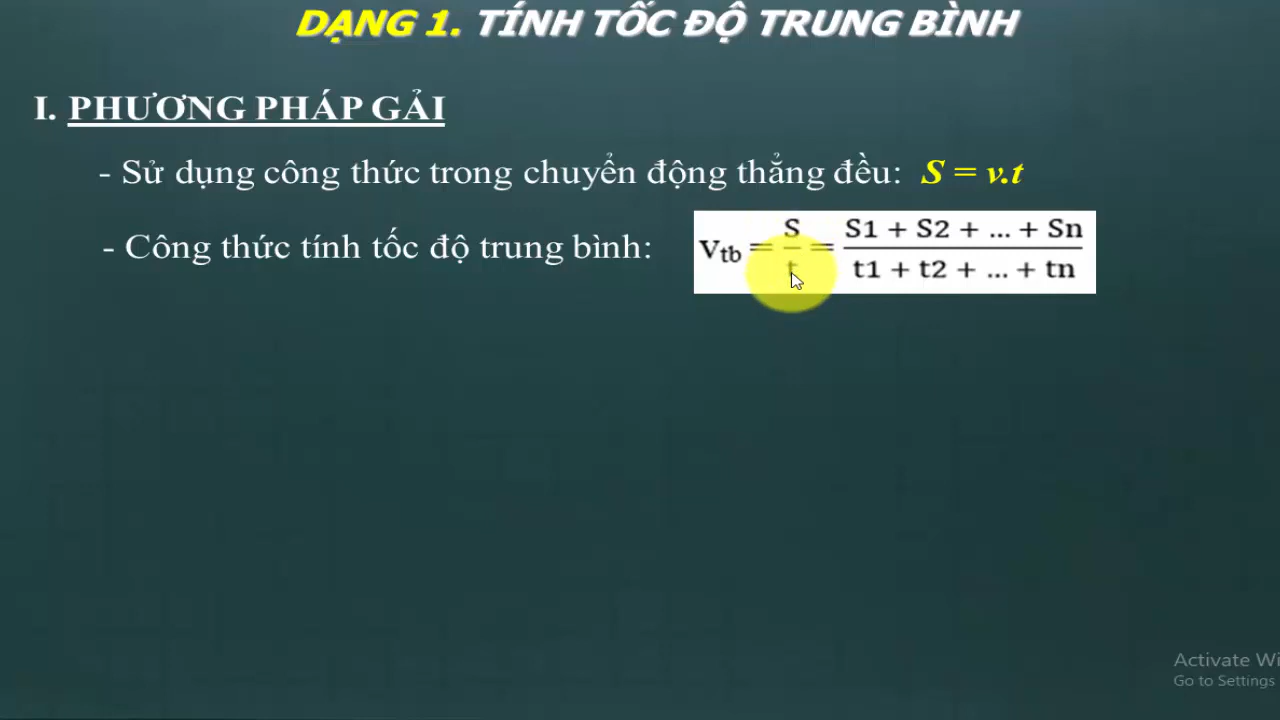 DẠNG 1. TÍNH TỐC ĐỘ TRUNG BÌNH
I. PHƯƠNG PHÁP GẢI
- Sử dụng công thức trong chuyển động thẳng đều: S = v.t
- Công thức tính tốc độ trung bình: Vtb = S/t = (S1 + S2 + ... + Sn)/(t1 + t2 + ... + tn)
Activate Wi
Go to Settings